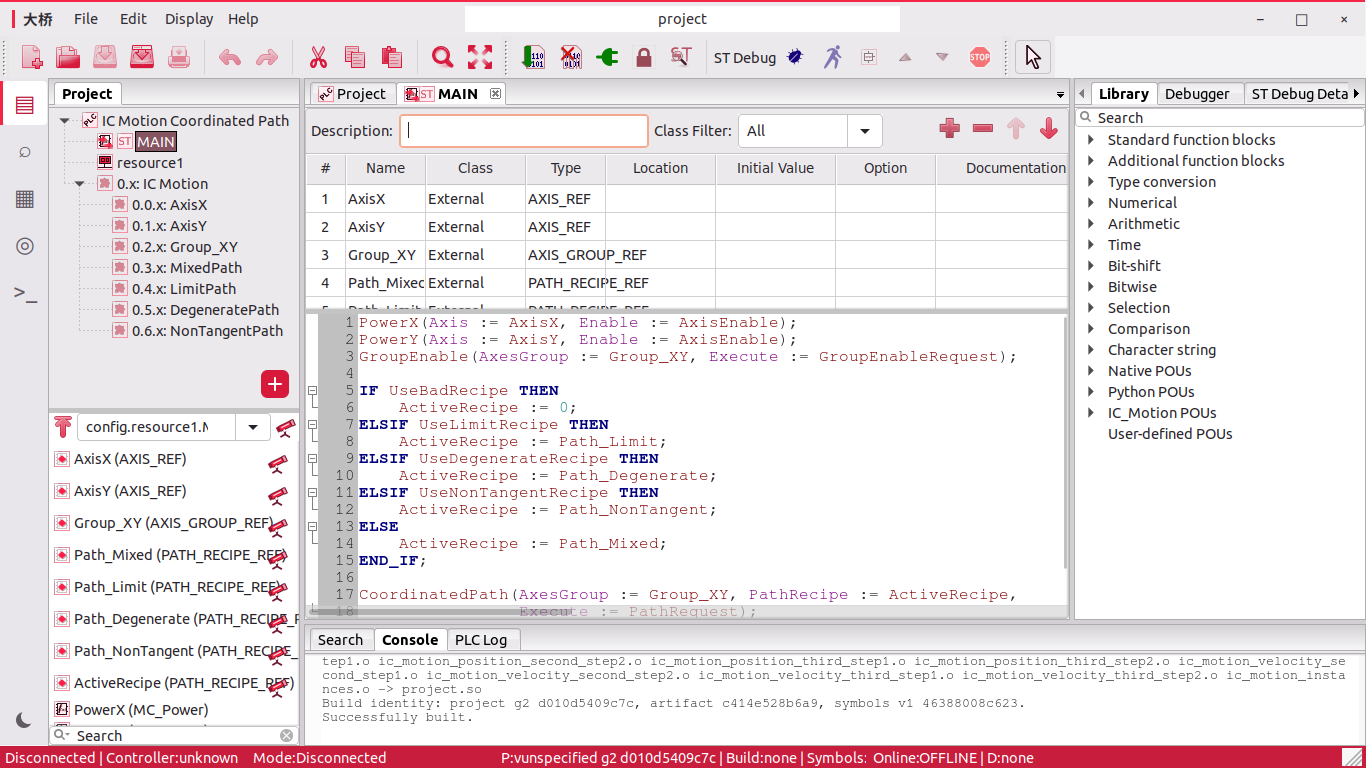 大桥 File Edit Display Help project
ST Debug
Project
IC Motion Coordinated Path
ST MAIN
resource1
0.x: IC Motion
0.0.x: AxisX
0.1.x: AxisY
0.2.x: Group_XY
0.3.x: MixedPath
0.4.x: LimitPath
0.5.x: DegeneratePath
0.6.x: NonTangentPath
config.resource1.M
AxisX (AXIS_REF)
AxisY (AXIS_REF)
Group_XY (AXIS_GROUP_REF)
Path_Mixed (PATH_RECIPE_REF)
Path_Limit (PATH_RECIPE_REF)
Path_Degenerate (PATH_RECIPE_R
Path_NonTangent (PATH_RECIPE_
ActiveRecipe (PATH_RECIPE_REF)
PowerX (MC_Power)
Search
Project ST MAIN
Description: Class Filter: All
# Name Class Type Location Initial Value Option Documentation
1 AxisX External AXIS_REF
2 AxisY External AXIS_REF
3 Group_XY External AXIS_GROUP_REF
4 Path_Mixed External PATH_RECIPE_REF
5 Path_Limit External PATH_RECIPE_REF
1 PowerX(Axis := AxisX, Enable := AxisEnable);
2 PowerY(Axis := AxisY, Enable := AxisEnable);
3 GroupEnable(AxesGroup := Group_XY, Execute := GroupEnableRequest);
4
5 IF UseBadRecipe THEN
6 ActiveRecipe := 0;
7 ELSIF UseLimitRecipe THEN
8 ActiveRecipe := Path_Limit;
9 ELSIF UseDegenerateRecipe THEN
10 ActiveRecipe := Path_Degenerate;
11 ELSIF UseNonTangentRecipe THEN
12 ActiveRecipe := Path_NonTangent;
13 ELSE
14 ActiveRecipe := Path_Mixed;
15 END_IF;
16
17 CoordinatedPath(AxesGroup := Group_XY, PathRecipe := ActiveRecipe,
18 Execute := PathRequest);
Library Debugger ST Debug Deta
Search
Standard function blocks
Additional function blocks
Type conversion
Numerical
Arithmetic
Time
Bit-shift
Bitwise
Selection
Comparison
Character string
Native POUs
Python POUs
IC_Motion POUs
User-defined POUs
Search Console PLC Log
tep1.o ic_motion_position_second_step2.o ic_motion_position_third_step1.o ic_motion_position_third_step2.o ic_motion_velocity_se
cond_step1.o ic_motion_velocity_second_step2.o ic_motion_velocity_third_step1.o ic_motion_velocity_third_step2.o ic_motion_insta
nces.o -> project.so
Build identity: project g2 d010d5409c7c, artifact c414e528b6a9, symbols v1 46388008c623.
Successfully built.
Disconnected | Controller:unknown Mode:Disconnected P:vunspecified g2 d010d5409c7c | Build:none | Symbols: Online:OFFLINE | D:none